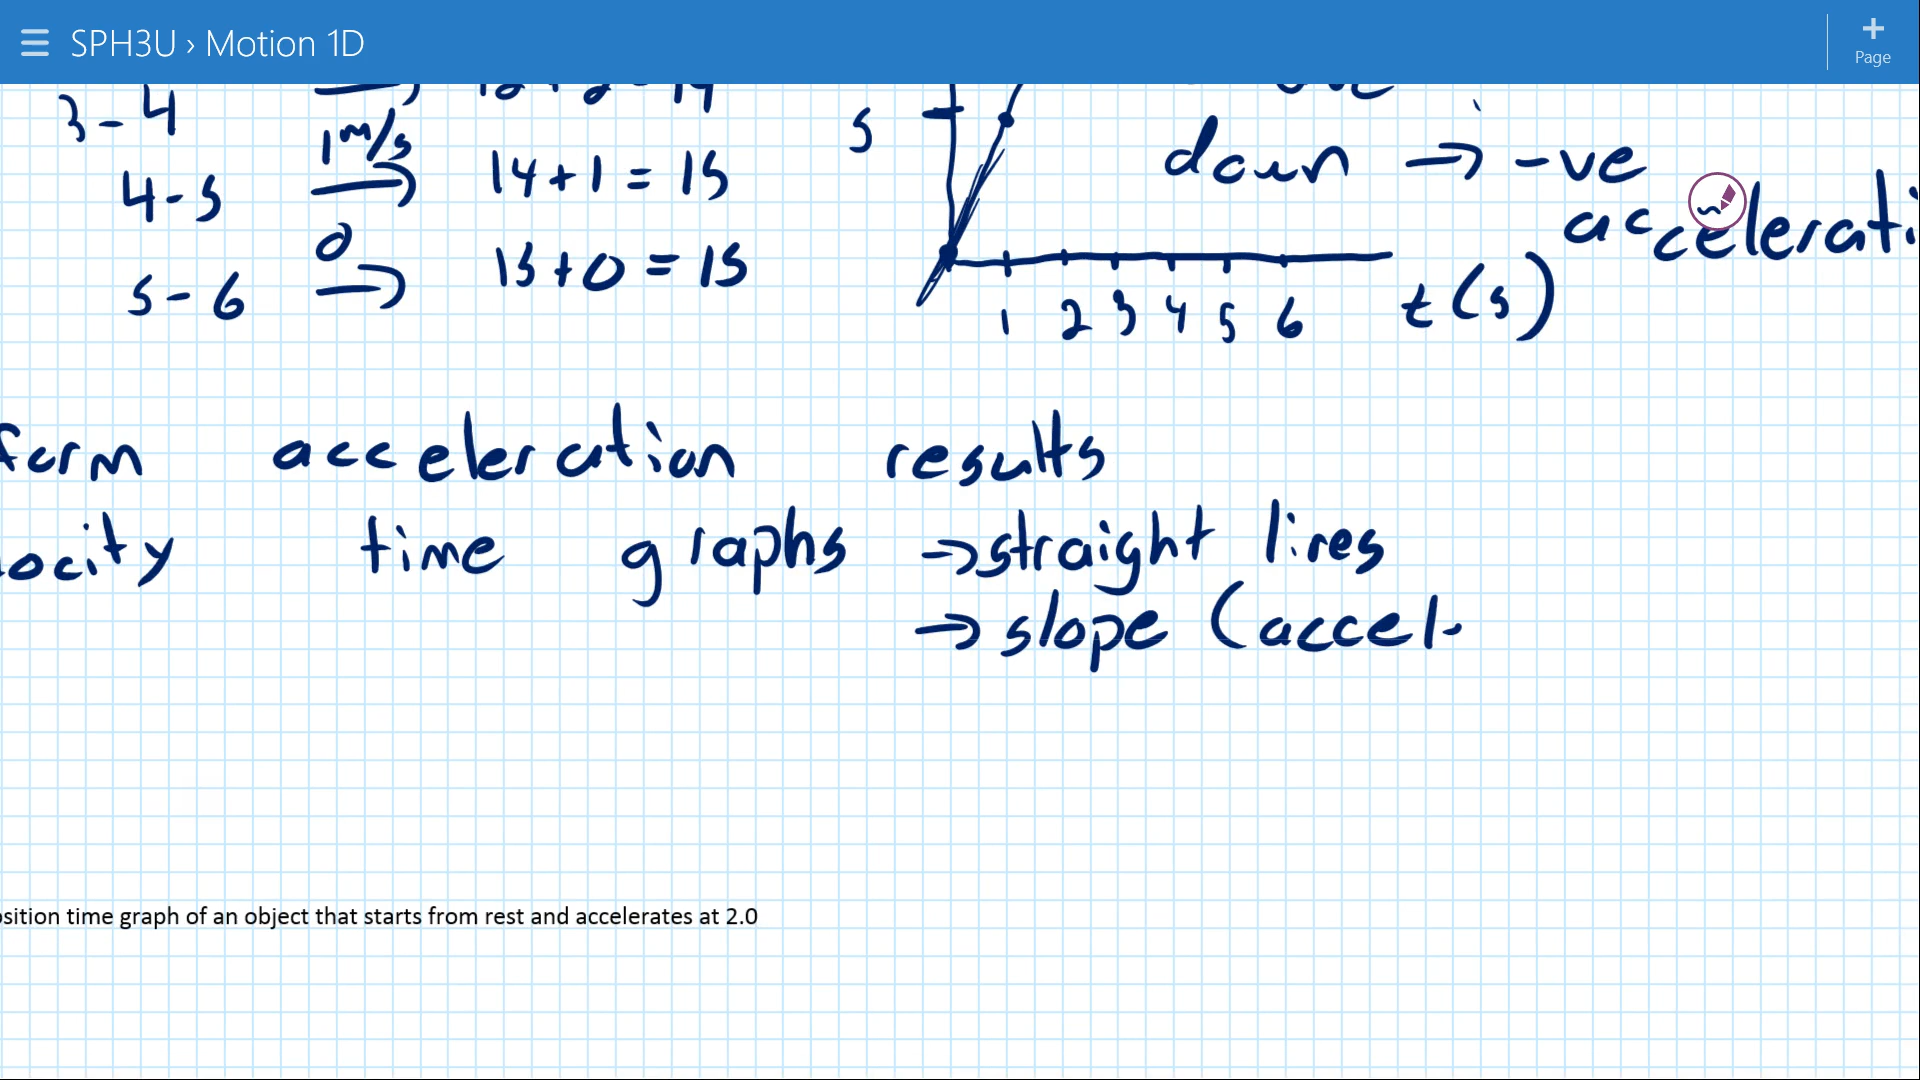 SPH3U › Motion 1D
+ Page
3-4
1 m/s
4-5 → 14+1 = 15
0
5-6 → 15+0 = 15
5
1 2 3 4 5 6 t(s)
down → -ve
accelerati
form acceleration results
ocity time graphs → straight lines
→ slope (accel.
sition time graph of an object that starts from rest and accelerates at 2.0